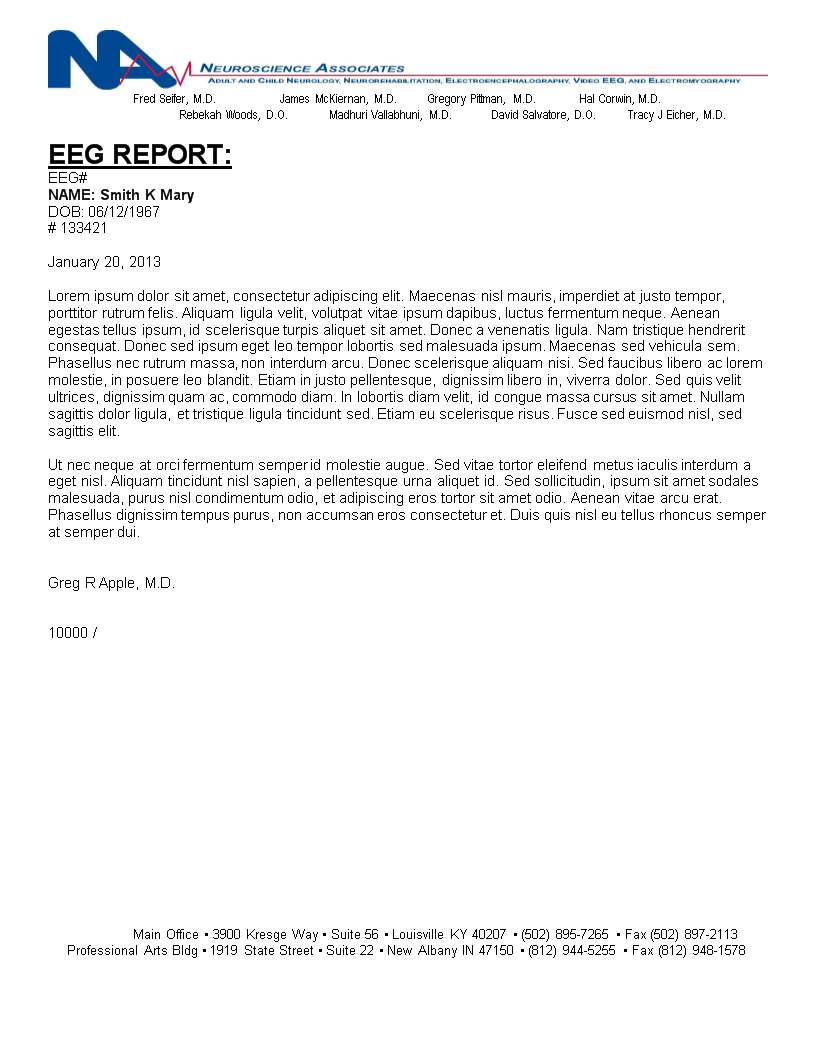 NA
NEUROSCIENCE ASSOCIATES
ADULT AND CHILD NEUROLOGY, NEUROREHABILITATION, ELECTROENCEPHALOGRAPHY, VIDEO EEG, AND ELECTROMYOGRAPHY
Fred Seifer, M.D. James McKiernan, M.D. Gregory Pittman, M.D. Hal Corwin, M.D.
Rebekah Woods, D.O. Madhuri Vallabhuni, M.D. David Salvatore, D.O. Tracy J Eicher, M.D.
EEG REPORT:
EEG#
NAME: Smith K Mary
DOB: 06/12/1967
# 133421
January 20, 2013
Lorem ipsum dolor sit amet, consectetur adipiscing elit. Maecenas nisl mauris, imperdiet at justo tempor,
porttitor rutrum felis. Aliquam ligula velit, volutpat vitae ipsum dapibus, luctus fermentum neque. Aenean
egestas tellus ipsum, id scelerisque turpis aliquet sit amet. Donec a venenatis ligula. Nam tristique hendrerit
consequat. Donec sed ipsum eget leo tempor lobortis sed malesuada ipsum. Maecenas sed vehicula sem.
Phasellus nec rutrum massa, non interdum arcu. Donec scelerisque aliquam nisi. Sed faucibus libero ac lorem
molestie, in posuere leo blandit. Etiam in justo pellentesque, dignissim libero in, viverra dolor. Sed quis velit
ultrices, dignissim quam ac, commodo diam. In lobortis diam velit, id congue massa cursus sit amet. Nullam
sagittis dolor ligula, et tristique ligula tincidunt sed. Etiam eu scelerisque risus. Fusce sed euismod nisl, sed
sagittis elit.
Ut nec neque at orci fermentum semper id molestie augue. Sed vitae tortor eleifend metus iaculis interdum a
eget nisl. Aliquam tincidunt nisl sapien, a pellentesque urna aliquet id. Sed sollicitudin, ipsum sit amet sodales
malesuada, purus nisl condimentum odio, et adipiscing eros tortor sit amet odio. Aenean vitae arcu erat.
Phasellus dignissim tempus purus, non accumsan eros consectetur et. Duis quis nisl eu tellus rhoncus semper
at semper dui.
Greg R Apple, M.D.
10000 /
Main Office ▪ 3900 Kresge Way ▪ Suite 56 ▪ Louisville KY 40207 ▪ (502) 895-7265 ▪ Fax (502) 897-2113
Professional Arts Bldg ▪ 1919 State Street ▪ Suite 22 ▪ New Albany IN 47150 ▪ (812) 944-5255 ▪ Fax (812) 948-1578